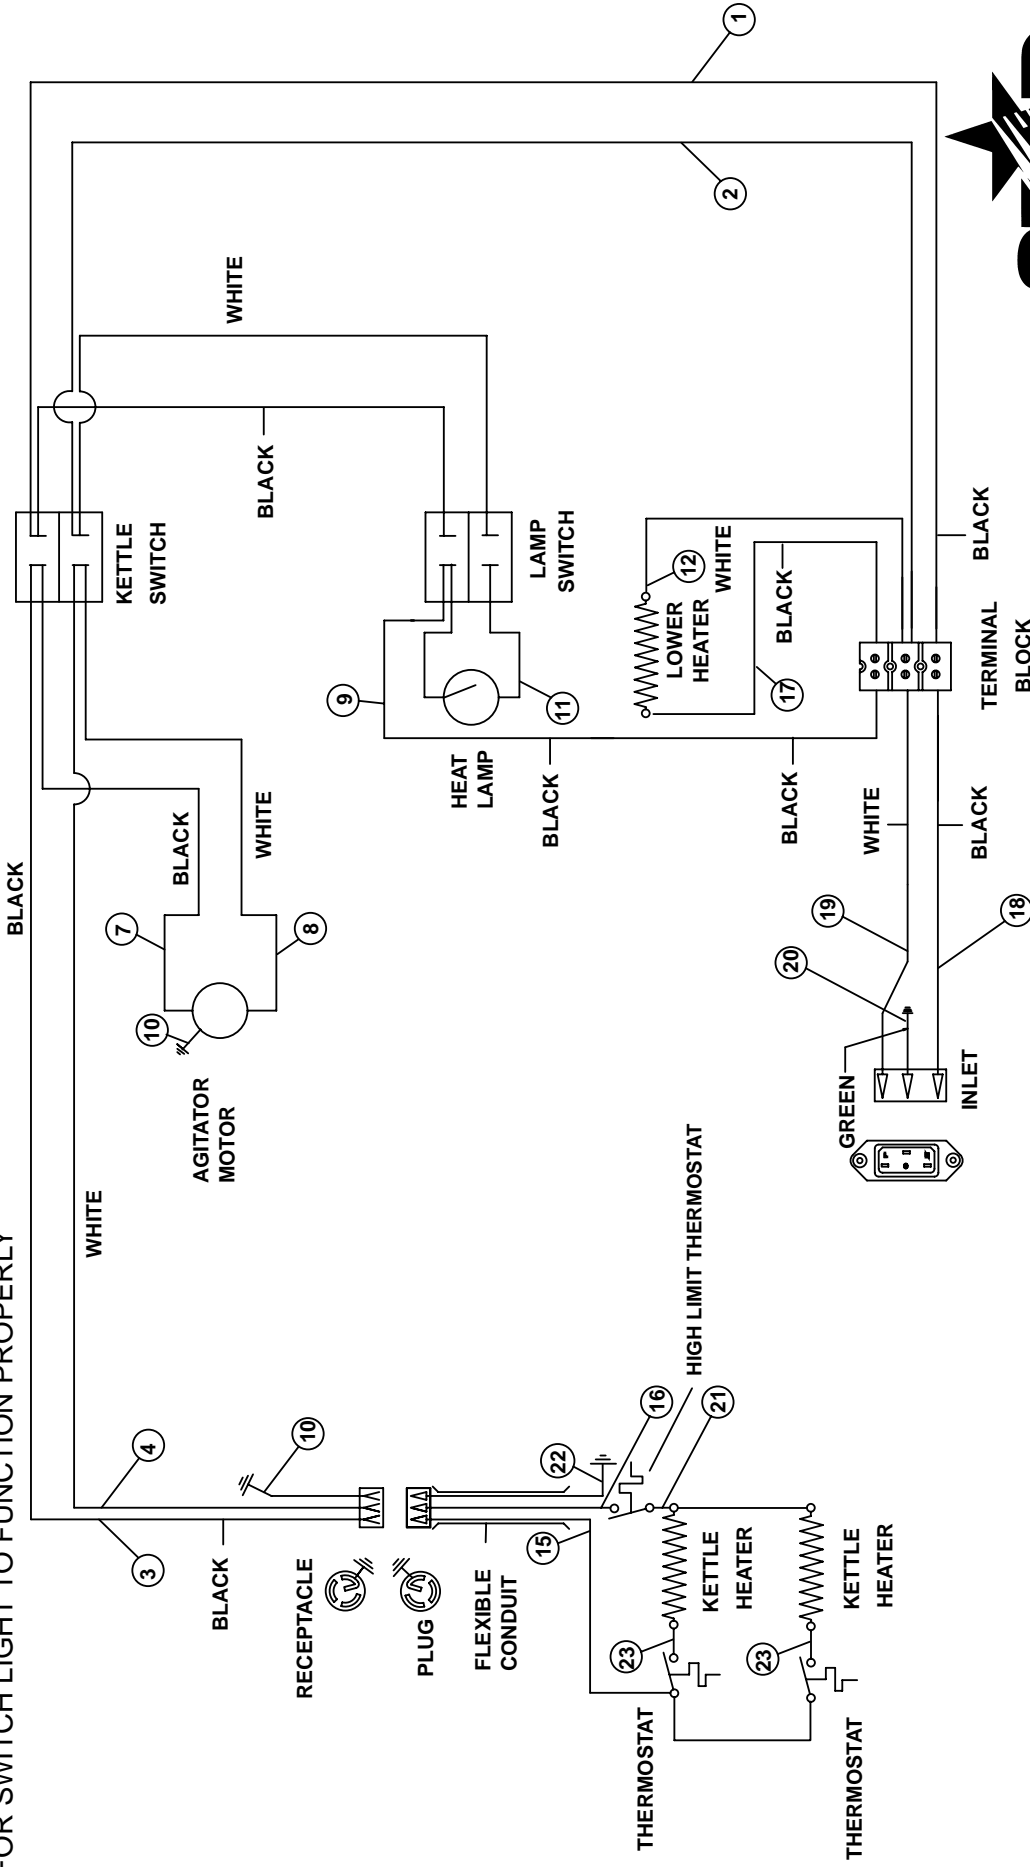 FOR SWITCH LIGHT TO FUNCTION PROPERLY
BLACK
WHITE
3
4
BLACK
10
RECEPTACLE
PLUG
FLEXIBLE
CONDUIT
15
22
16
HIGH LIMIT THERMOSTAT
21
KETTLE
HEATER
KETTLE
HEATER
23
23
THERMOSTAT
THERMOSTAT
AGITATOR
MOTOR
10
7
8
BLACK
WHITE
KETTLE
SWITCH
WHITE
BLACK
1
2
LAMP
SWITCH
9
11
HEAT
LAMP
BLACK
BLACK
LOWER
HEATER
12
WHITE
BLACK
17
TERMINAL
BLOCK
BLACK
WHITE
BLACK
19
20
18
GREEN
INLET